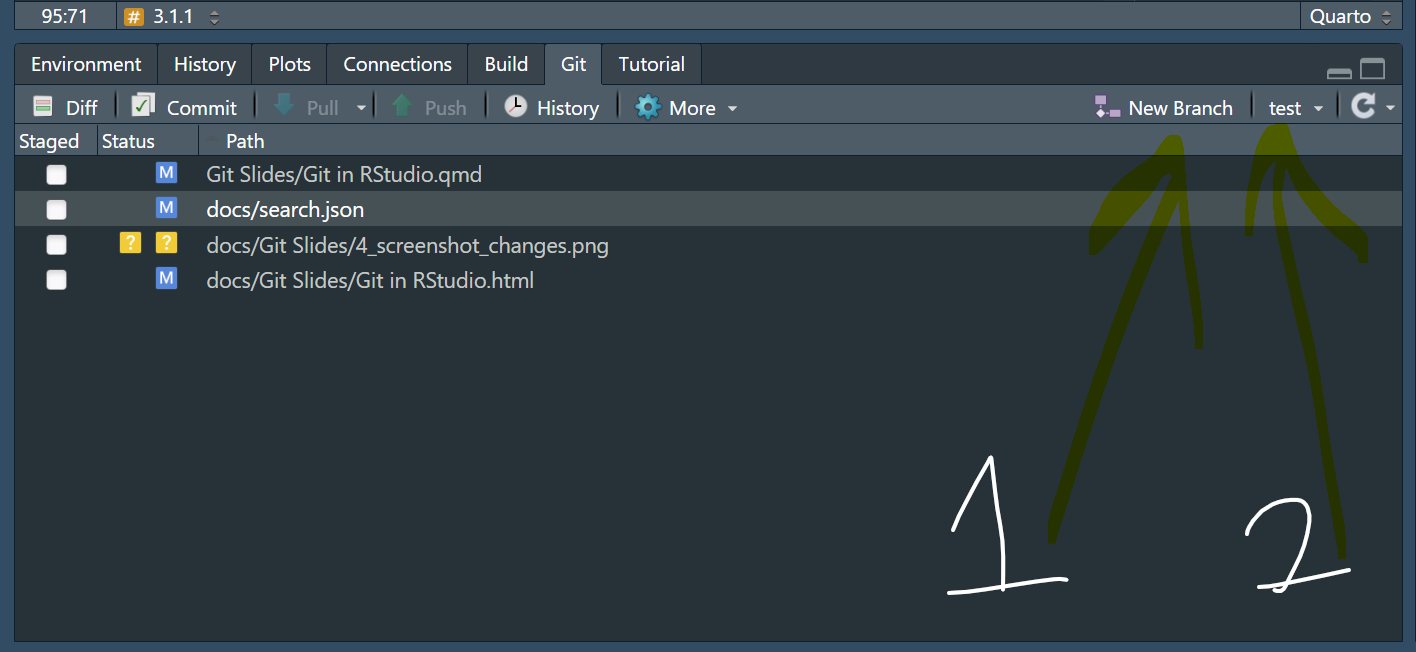 95:71 # 3.1.1 Quarto
Environment History Plots Connections Build Git Tutorial
Diff Commit Pull Push History More New Branch test
Staged Status Path
M Git Slides/Git in RStudio.qmd
M docs/search.json
? ? docs/Git Slides/4_screenshot_changes.png
M docs/Git Slides/Git in RStudio.html
1 2